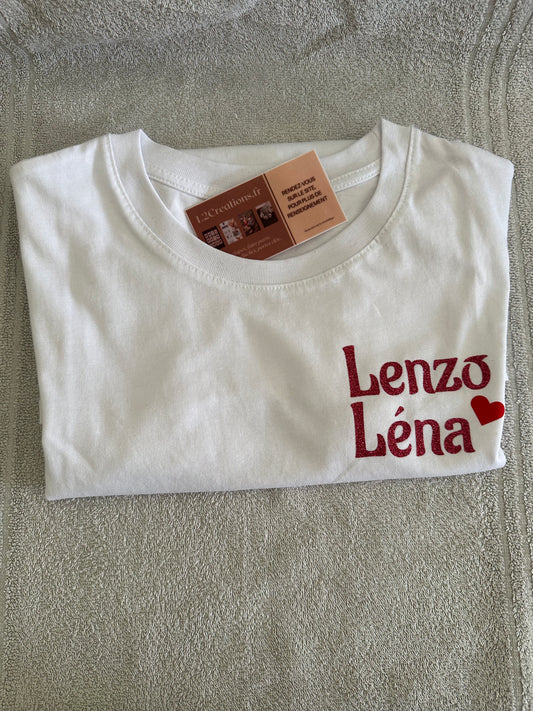 L2Creations.fr
RENDEZ-VOUS
SUR LE SITE,
POUR PLUS DE
RENSEIGNEMENT
Lenzo
Léna